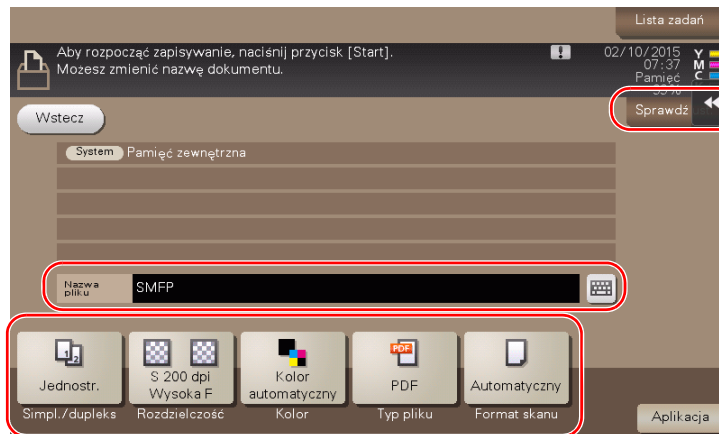 Lista zadań
Aby rozpocząć zapisywanie, naciśnij przycisk [Start].
Możesz zmienić nazwę dokumentu.
02/10/2015
07:37
Pamięć
Y
M
C
Sprawdź
Wstecz
System Pamięć zewnętrzna
Nazwa
pliku
SMFP
1 2
S 200 dpi
Wysoka F
Kolor
automatyczny
PDF
Jednostr.
PDF
Automatyczny
Simpl./dupleks Rozdzielczość Kolor Typ pliku Format skanu
Aplikacja